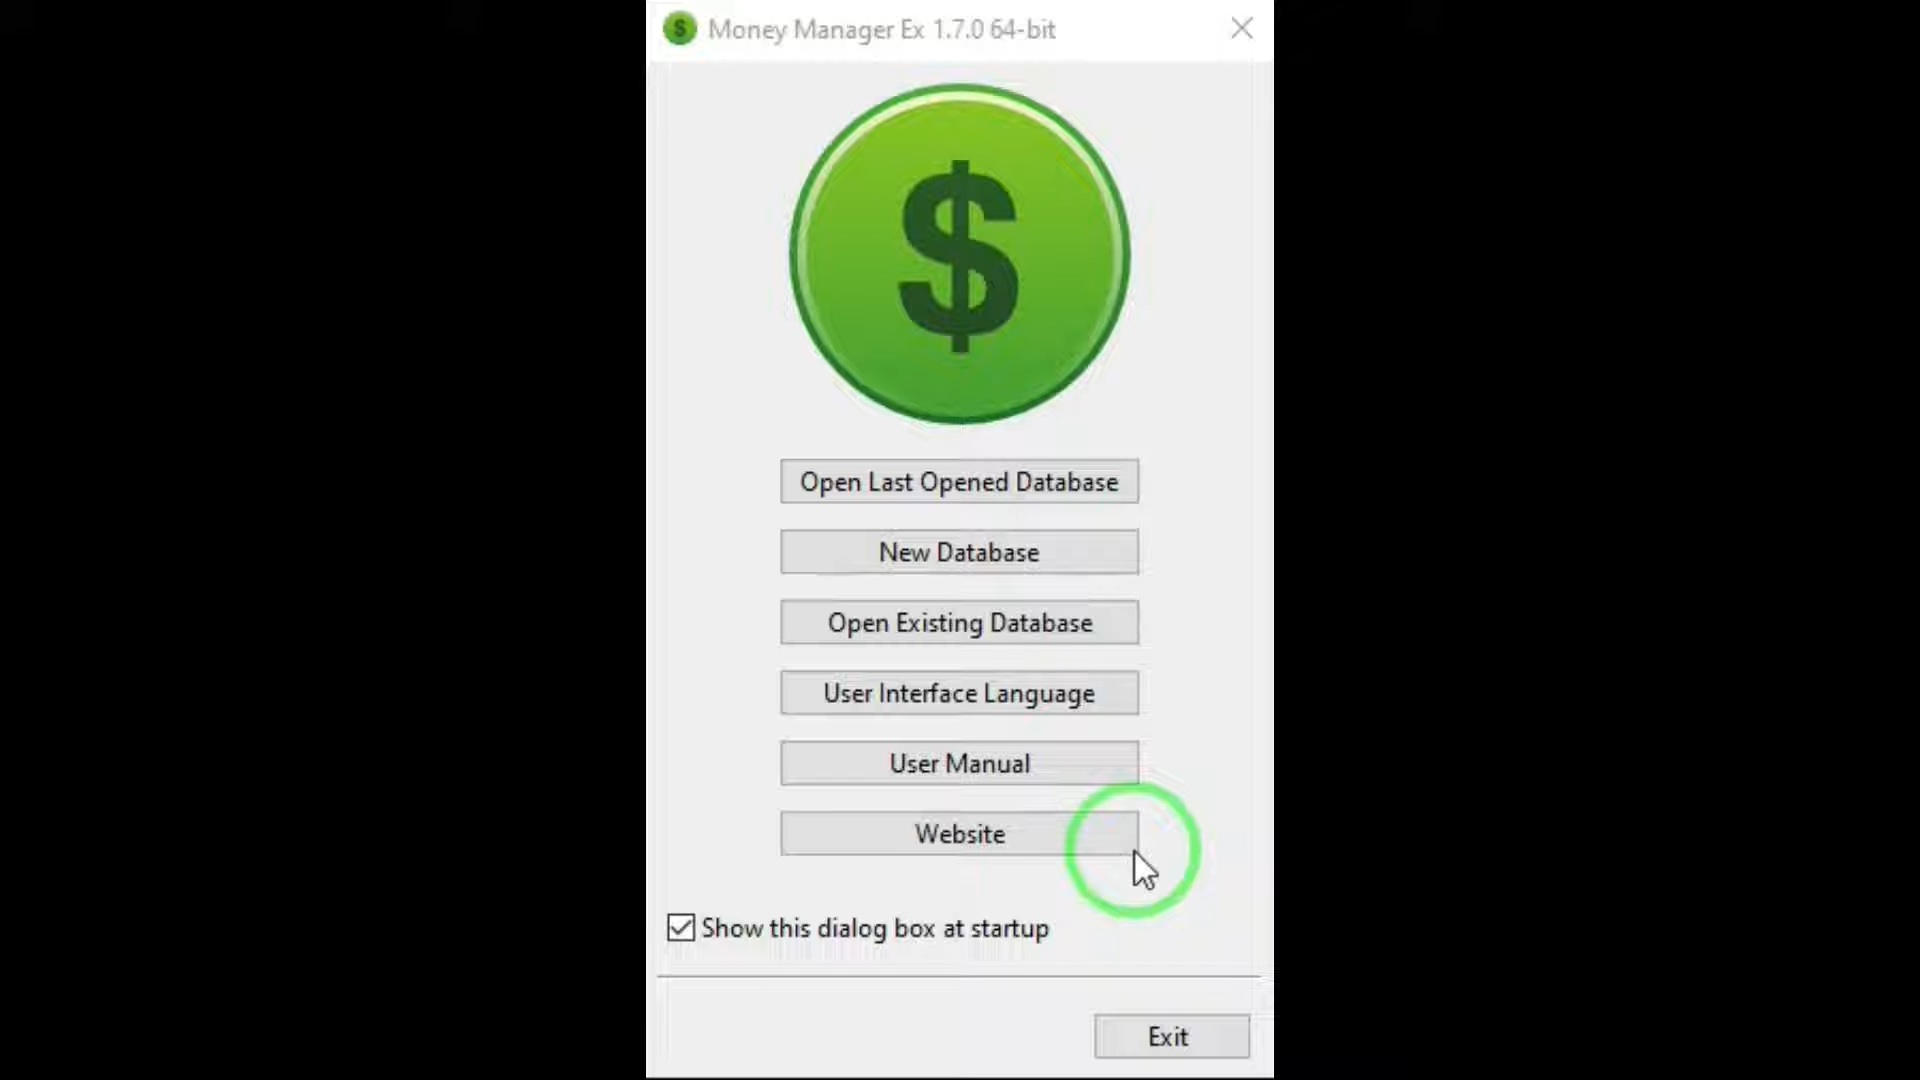 $ Money Manager Ex 1.7.0 64-bit
$
Open Last Opened Database
New Database
Open Existing Database
User Interface Language
User Manual
Website
Show this dialog box at startup
Exit